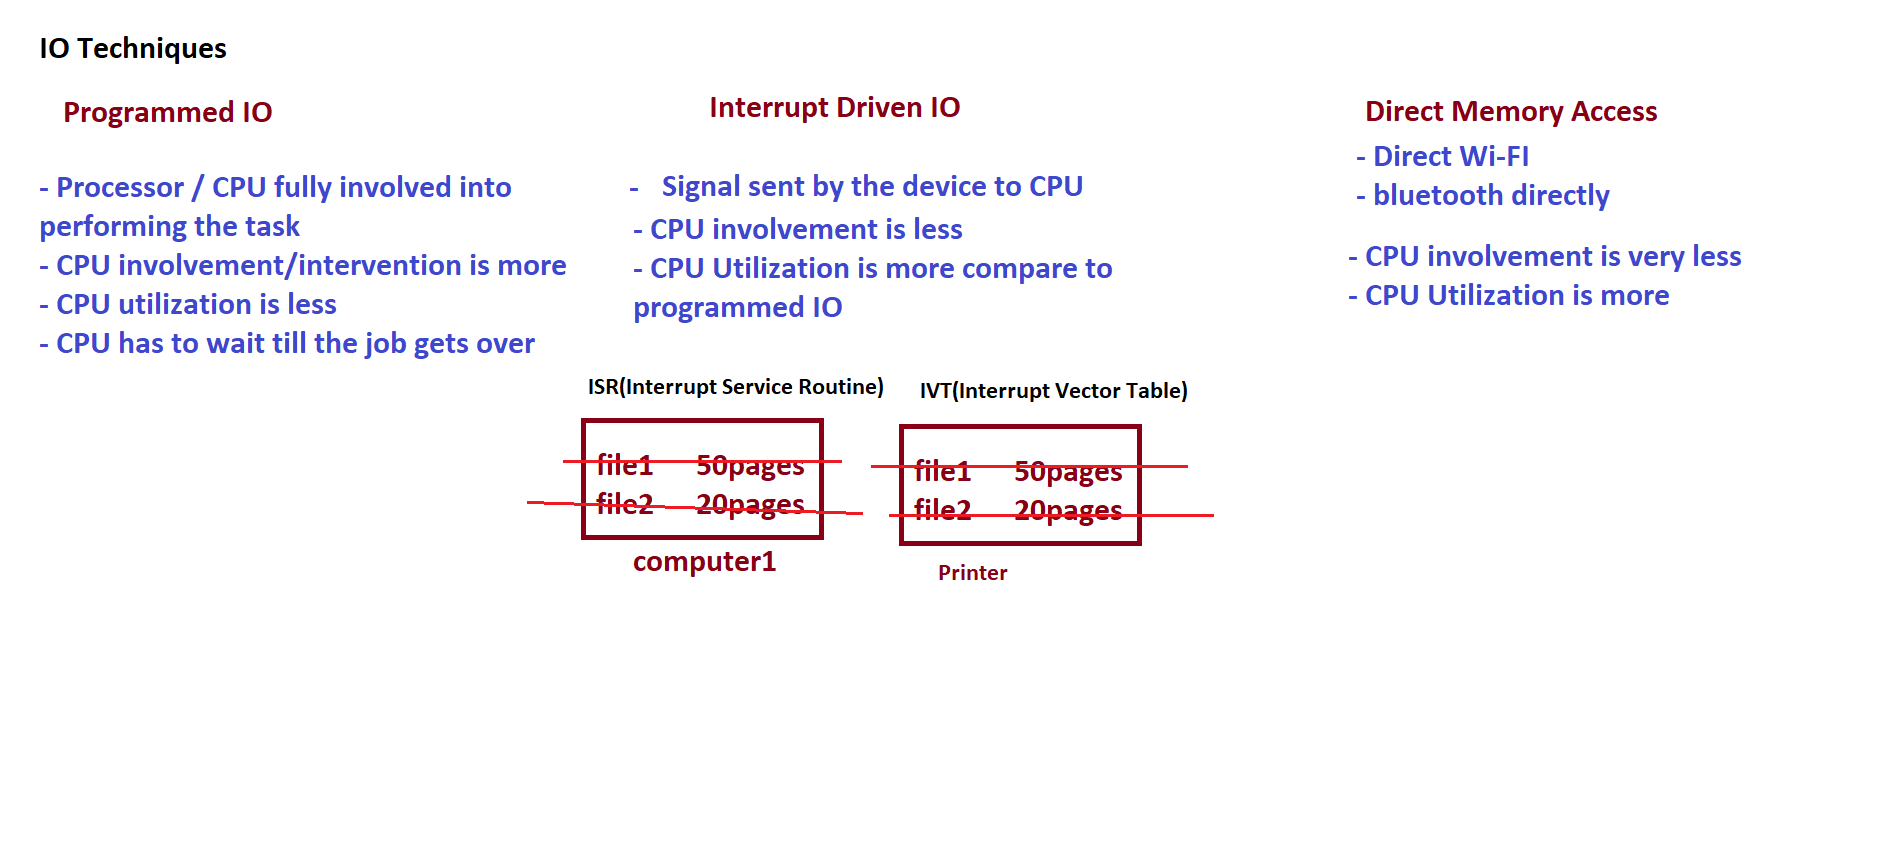 IO Techniques
Programmed IO
- Processor / CPU fully involved into
performing the task
- CPU involvement/intervention is more
- CPU utilization is less
- CPU has to wait till the job gets over
Interrupt Driven IO
- Signal sent by the device to CPU
- CPU involvement is less
- CPU Utilization is more compare to
programmed IO
ISR(Interrupt Service Routine)
file1 50pages
file2 20pages
computer1
IVT(Interrupt Vector Table)
file1 50pages
file2 20pages
Printer
Direct Memory Access
- Direct Wi-FI
- bluetooth directly
- CPU involvement is very less
- CPU Utilization is more